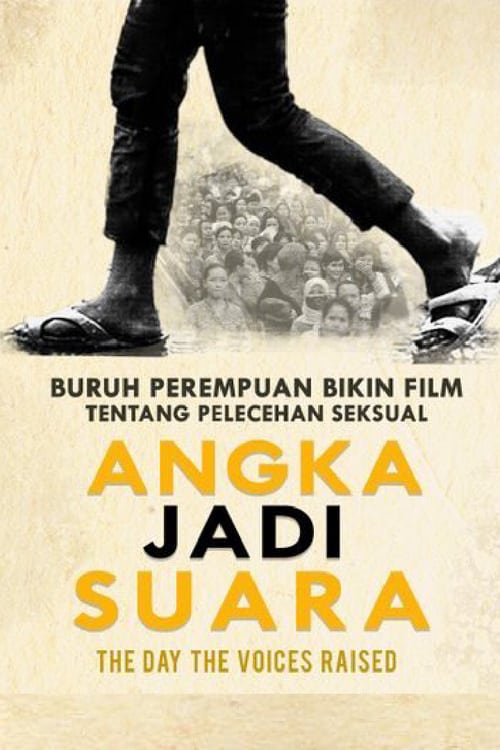 BURUH PEREMPUAN BIKIN FILM
TENTANG PELECEHAN SEKSUAL
ANGKA
JADI
SUARA
THE DAY THE VOICES RAISED